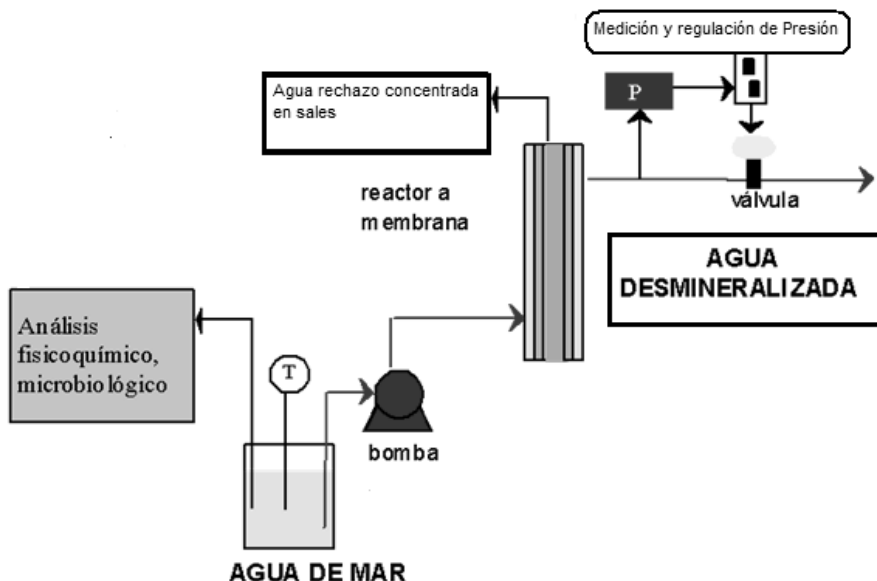 Medición y regulación de Presión
Agua rechazo concentrada
en sales
P
reactor a
membrana
válvula
AGUA
DESMINERALIZADA
Análisis
fisicoquímico,
microbiológico
T
bomba
AGUA DE MAR